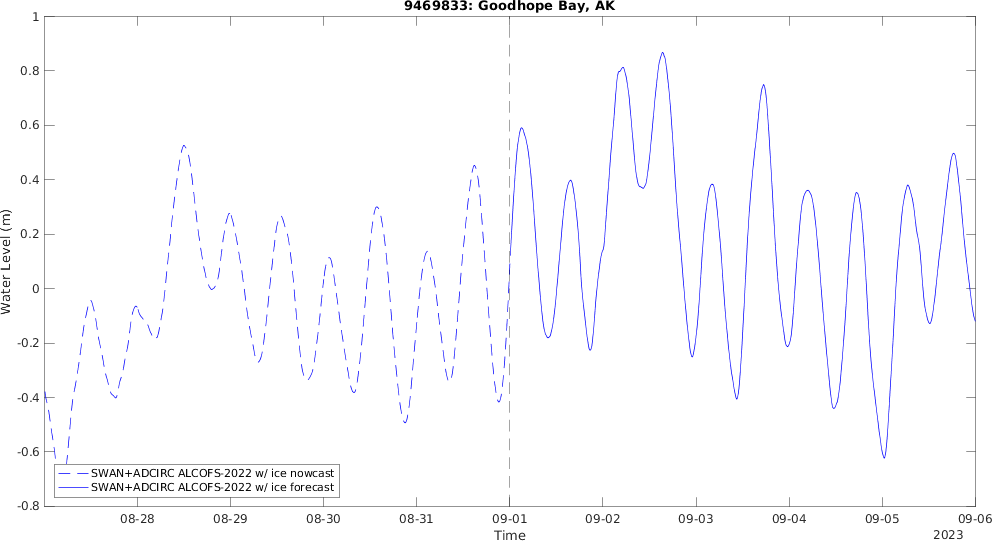 9469833: Goodhope Bay, AK
Water Level (m)
1
0.8
0.6
0.4
0.2
0
-0.2
-0.4
-0.6
-0.8
SWAN+ADCIRC ALCOFS-2022 w/ ice nowcast
SWAN+ADCIRC ALCOFS-2022 w/ ice forecast
08-28 08-29 08-30 08-31 09-01 09-02 09-03 09-04 09-05 09-06
Time
2023